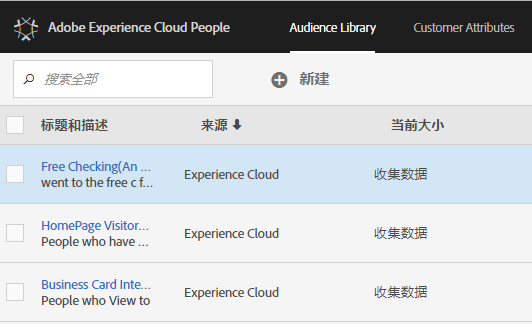 Adobe Experience Cloud People
Audience Library
Customer Attributes
搜索全部
新建
标题和描述 来源 当前大小
Free Checking(An ... Experience Cloud 收集数据
went to the free c f...
HomePage Visitor... Experience Cloud 收集数据
People who have ...
Business Card Inte... Experience Cloud 收集数据
People who View to